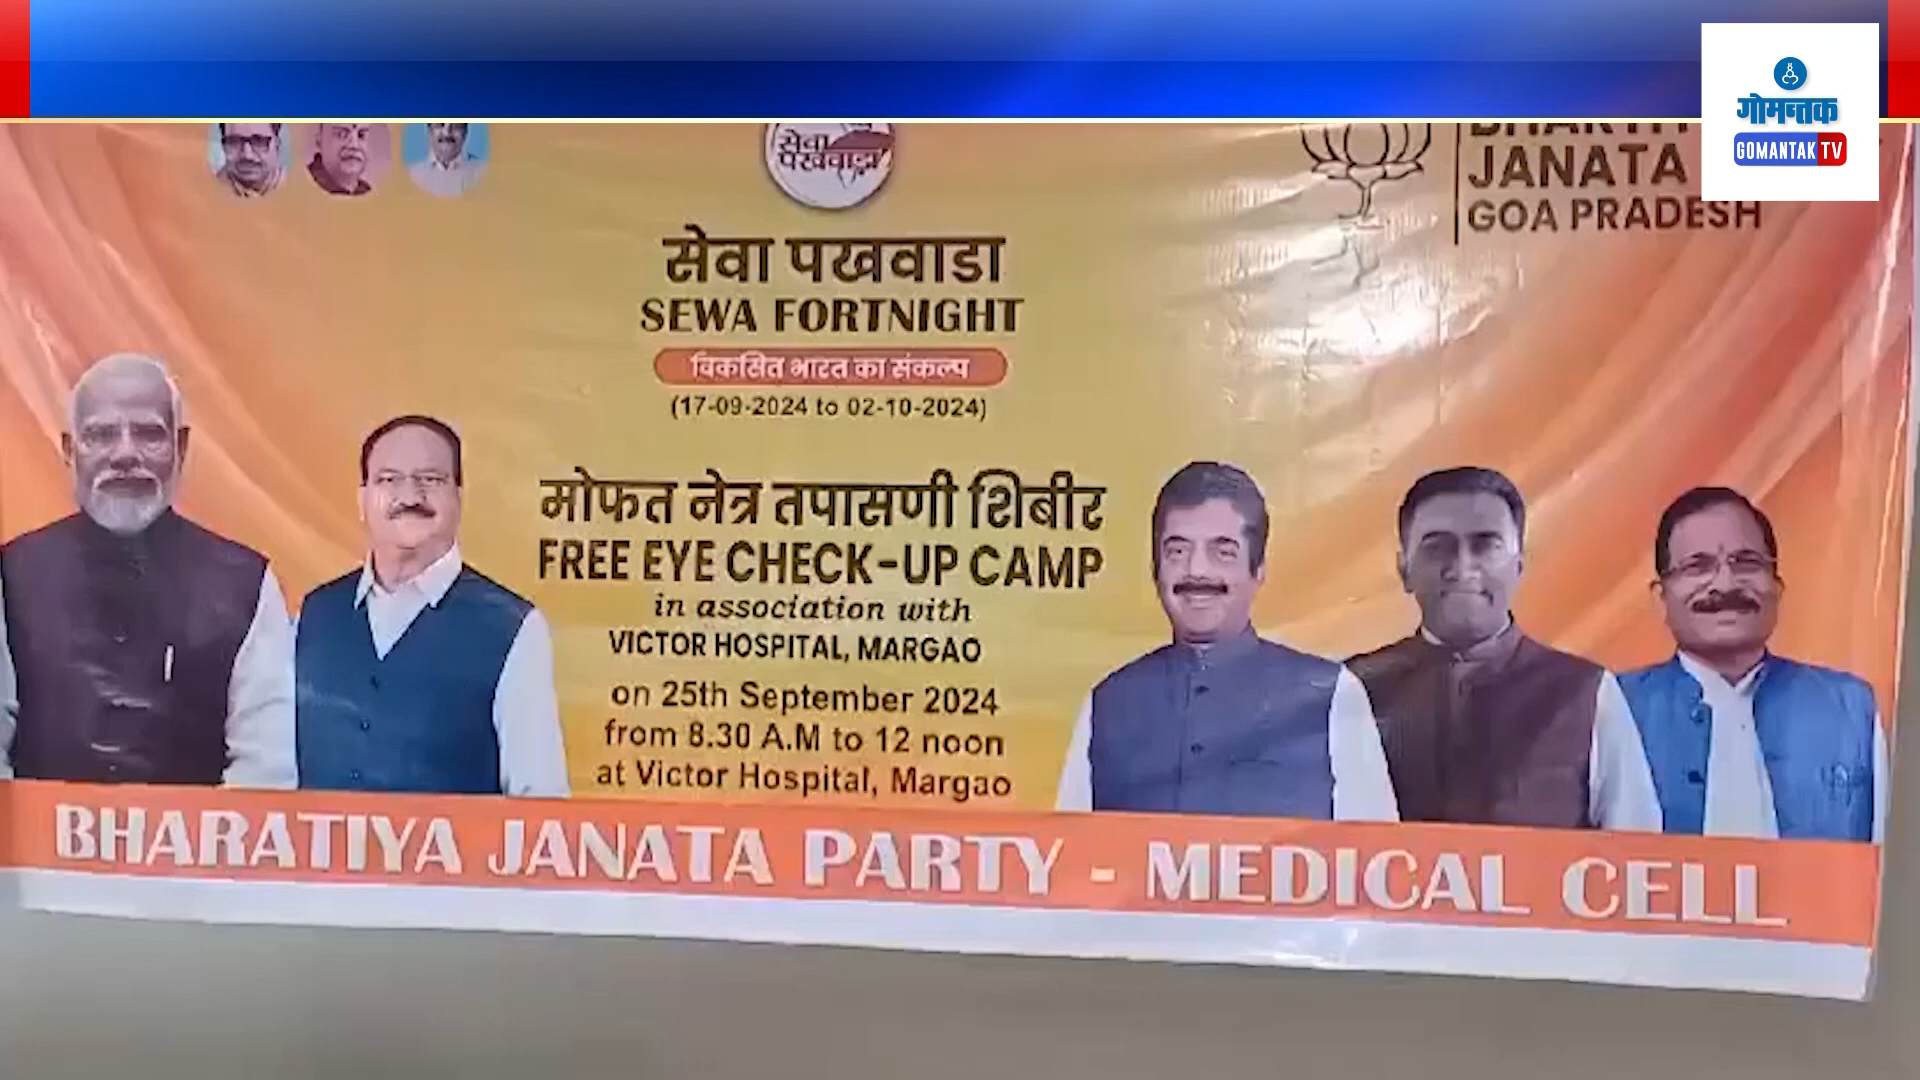 गोमन्तक
GOMANTAK TV
सेवा
पखवाडा
JANATA
GOA PRADESH
सेवा पखवाडा
SEWA FORTNIGHT
विकसित भारत का संकल्प
(17-09-2024 to 02-10-2024)
मोफत नेत्र तपासणी शिबीर
FREE EYE CHECK-UP CAMP
in association with
VICTOR HOSPITAL, MARGAO
on 25th September 2024
from 8.30 A.M to 12 noon
at Victor Hospital, Margao
BHARATIYA JANATA PARTY - MEDICAL CELL